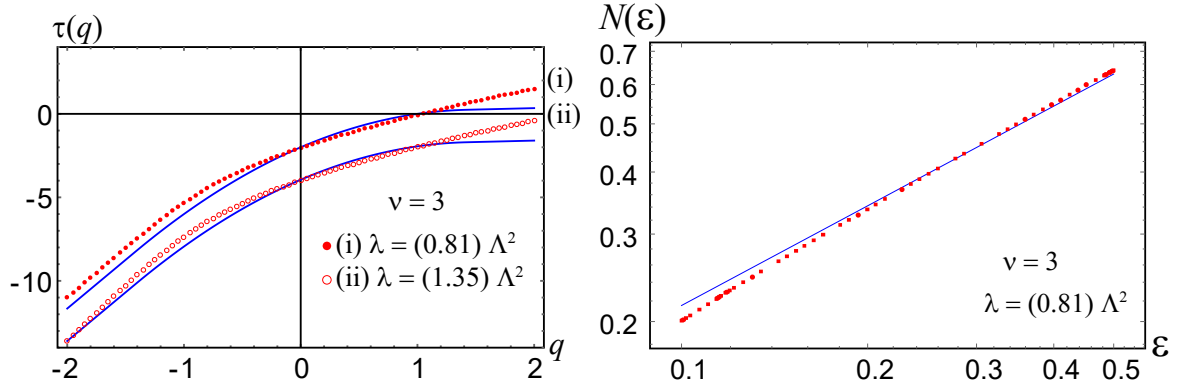 τ(q)
0
-5
-10
-2
-1
0
1
2
q
(i)
(ii)
ν = 3
(i) λ = (0.81) Λ²
(ii) λ = (1.35) Λ²
N(ε)
0.7
0.6
0.5
0.4
0.3
0.2
0.1
0.2
0.3
0.4
0.5
ε
ν = 3
λ = (0.81) Λ²